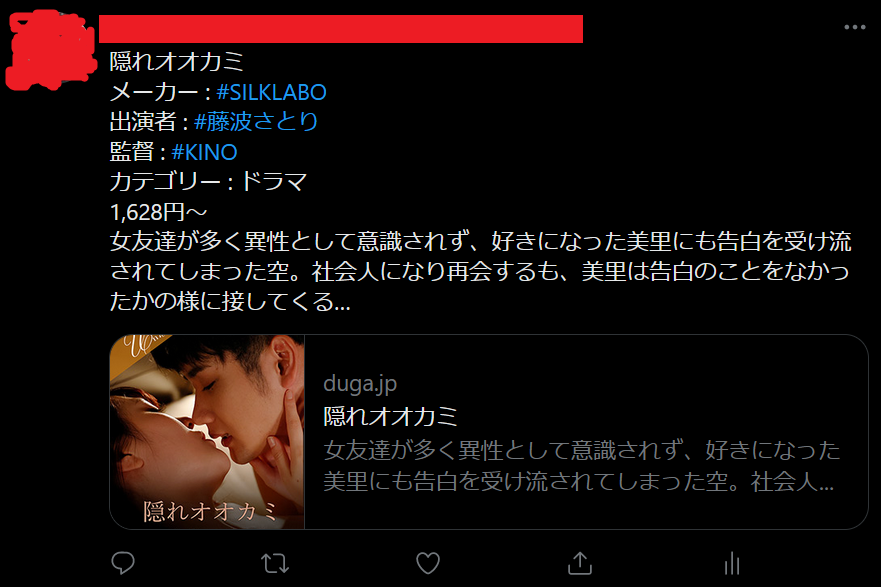 隠れオオカミ
メーカー : #SILKLABO
出演者 : #藤波さとり
監督 : #KINO
カテゴリー : ドラマ
1,628円～
女友達が多く異性として意識されず、好きになった美里にも告白を受け流
されてしまった空。社会人になり再会するも、美里は告白のことをなかっ
たかの様に接してくる...
隠れオオカミ
duga.jp
隠れオオカミ
女友達が多く異性として意識されず、好きになった
美里にも告白を受け流されてしまった空。社会人...